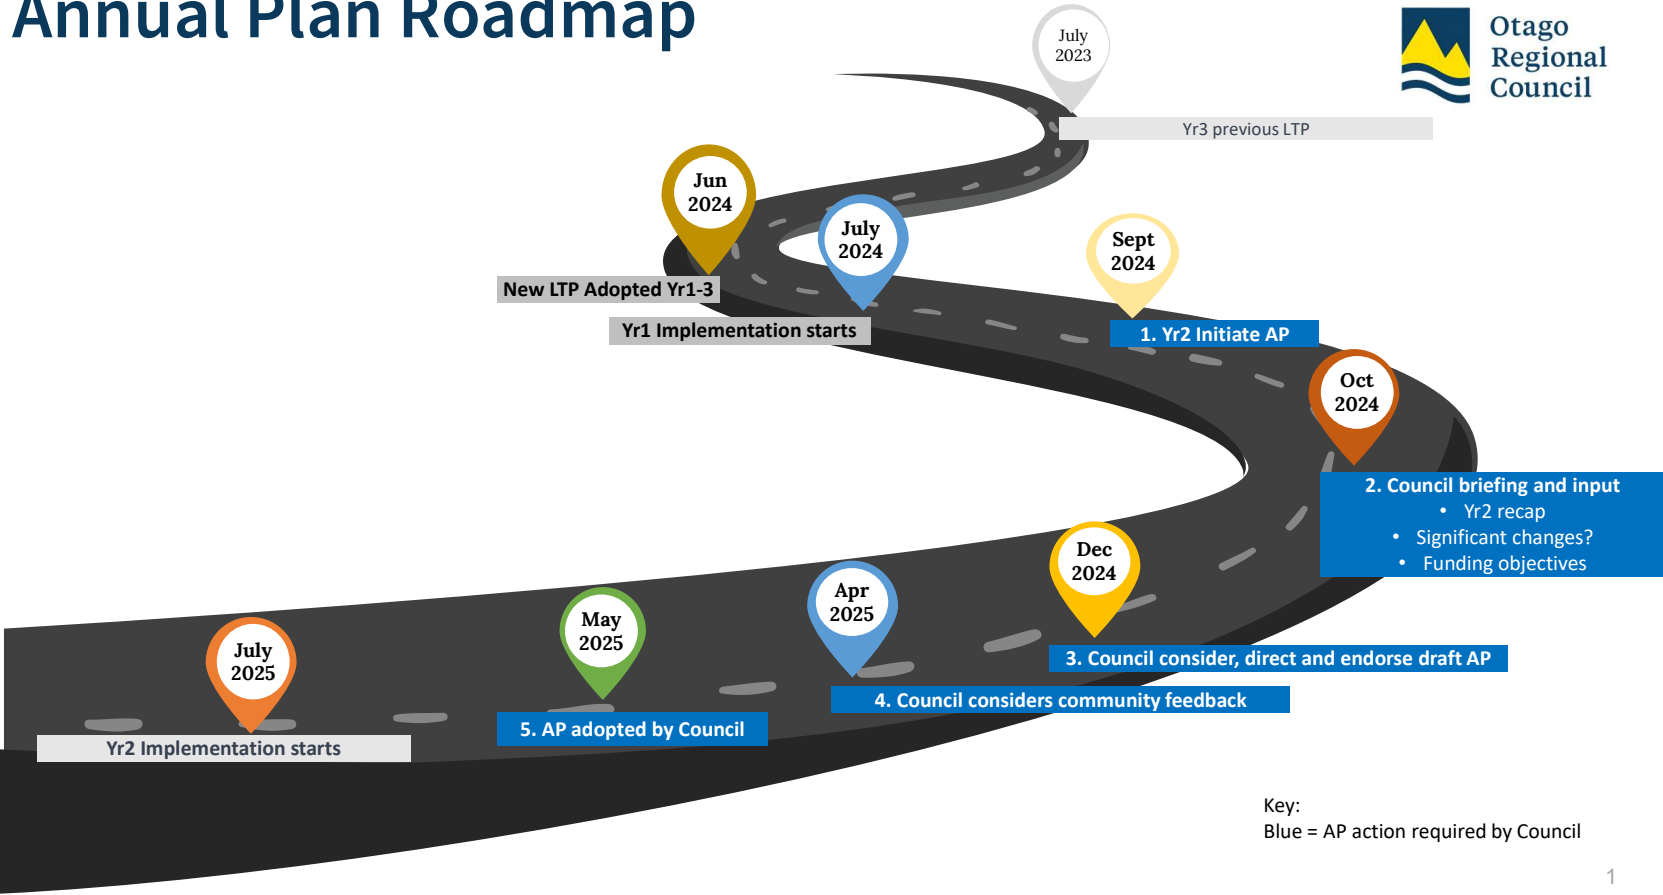 Annual Plan Roadmap
July
2023
Otago
Regional
Council
Yr3 previous LTP
Jun
2024
July
2024
Sept
2024
New LTP Adopted Yr1-3
Yr1 Implementation starts
1. Yr2 Initiate AP
Oct
2024
2. Council briefing and input
• Yr2 recap
• Significant changes?
• Funding objectives
Dec
2024
3. Council consider, direct and endorse draft AP
Apr
2025
4. Council considers community feedback
May
2025
5. AP adopted by Council
July
2025
Yr2 Implementation starts
Key:
Blue = AP action required by Council
1